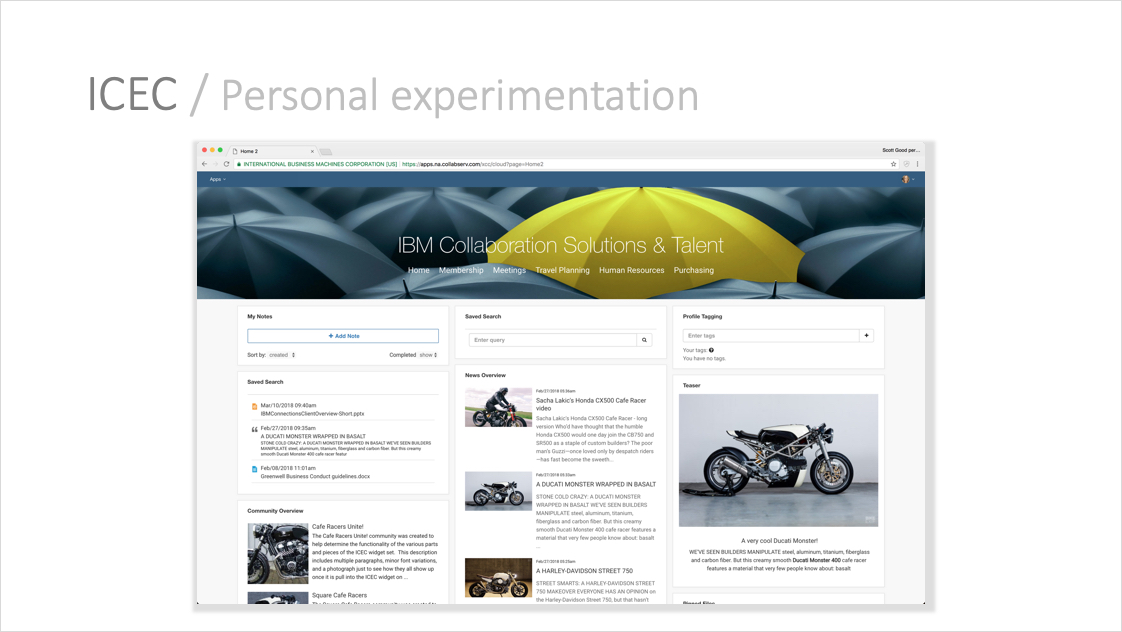 ICEC / Personal experimentation
Home 2
Scott Good per...
INTERNATIONAL BUSINESS MACHINES CORPORATION [US] https://apps.na.collabserv.com/xcc/cloud?page=Home2
Apps
IBM Collaboration Solutions & Talent
Home Membership Meetings Travel Planning Human Resources Purchasing
My Notes
+ Add Note
Sort by: created Completed show
Saved Search
Mar/10/2018 09:40am
IBMConnectionsClientOverview-Short.pptx
Feb/27/2018 09:35am
A DUCATI MONSTER WRAPPED IN BASALT
STONE COLD CRAZY: A DUCATI MONSTER WRAPPED IN BASALT WE'VE SEEN BUILDERS
MANIPULATE steel, aluminum, titanium, fiberglass and carbon fiber. But this creamy
smooth Ducati Monster 400 cafe racer featur
Feb/08/2018 11:01am
Greenwell Business Conduct guidelines.docx
Community Overview
Cafe Racers Unite!
The Cafe Racers Unite! community was created to
help determine the functionality of the various parts
and pieces of the ICEC widget set. This description
includes multiple paragraphs, minor font variations,
and a photograph just to see how they all show up
once it is pull into the ICEC widget on ...
Square Cafe Racers
Saved Search
Enter query
News Overview
Feb/27/2018 05:36am
Sacha Lakic's Honda CX500 Cafe Racer
video
Sacha Lakic's Honda CX500 Cafe Racer - long
version Who'd have thought that the humble
Honda CX500 would one day join the CB750 and
SR500 as a staple of custom builders? The poor
man's Guzzi—once loved only by despatch riders
—has fast become the sweeth...
Feb/27/2018 05:33am
A DUCATI MONSTER WRAPPED IN BASALT
STONE COLD CRAZY: A DUCATI MONSTER
WRAPPED IN BASALT WE'VE SEEN BUILDERS
MANIPULATE steel, aluminum, titanium,
fiberglass and carbon fiber. But this creamy
smooth Ducati Monster 400 cafe racer features a
material that very few people know about: basalt
...
Feb/27/2018 05:25am
A HARLEY-DAVIDSON STREET 750
STREET SMARTS: A HARLEY-DAVIDSON STREET
750 MAKEOVER EVERYONE HAS AN OPINION on
the Harley-Davidson Street 750, but that hasn't
Profile Tagging
Enter tags +
Your tags:
You have no tags.
Teaser
A very cool Ducati Monster!
WE'VE SEEN BUILDERS MANIPULATE steel, aluminum, titanium, fiberglass
and carbon fiber. But this creamy smooth Ducati Monster 400 cafe racer
features a material that very few people know about: basalt
Pinned Files